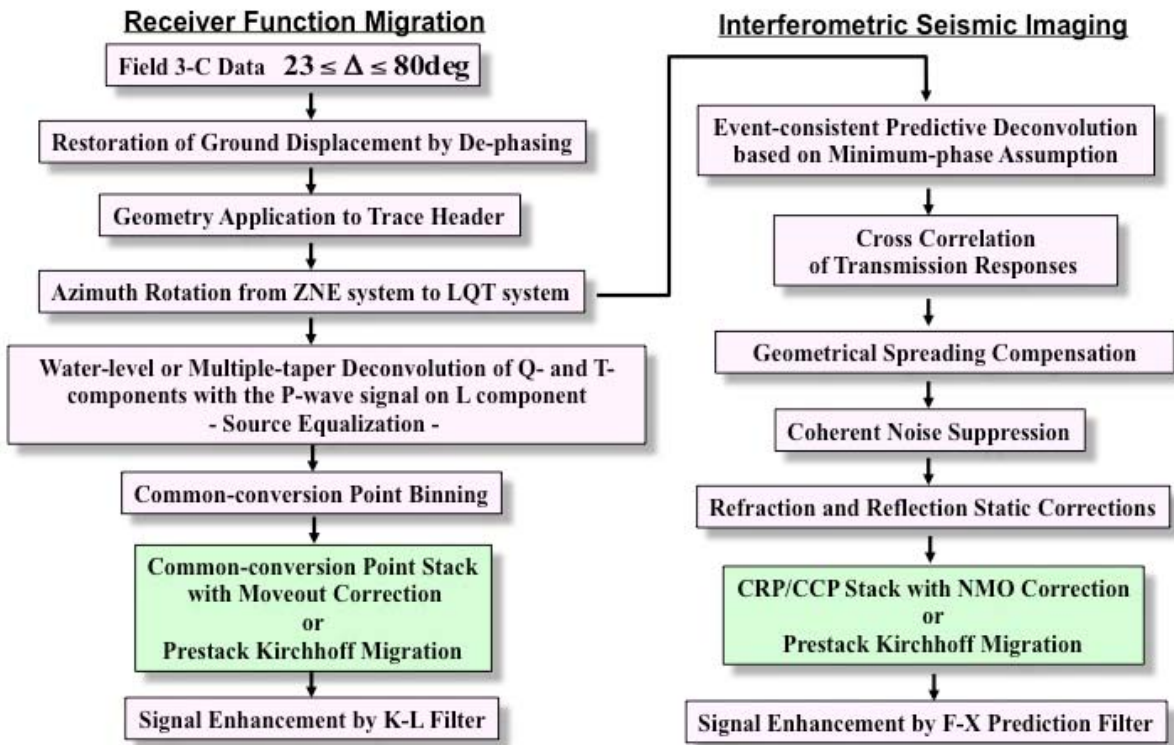 Receiver Function Migration
Field 3-C Data 23 ≤ Δ ≤ 80deg
Restoration of Ground Displacement by De-phasing
Geometry Application to Trace Header
Azimuth Rotation from ZNE system to LQT system
Water-level or Multiple-taper Deconvolution of Q- and T-
components with the P-wave signal on L component
- Source Equalization -
Common-conversion Point Binning
Common-conversion Point Stack
with Moveout Correction
or
Prestack Kirchhoff Migration
Signal Enhancement by K-L Filter
Interferometric Seismic Imaging
Event-consistent Predictive Deconvolution
based on Minimum-phase Assumption
Cross Correlation
of Transmission Responses
Geometrical Spreading Compensation
Coherent Noise Suppression
Refraction and Reflection Static Corrections
CRP/CCP Stack with NMO Correction
or
Prestack Kirchhoff Migration
Signal Enhancement by F-X Prediction Filter